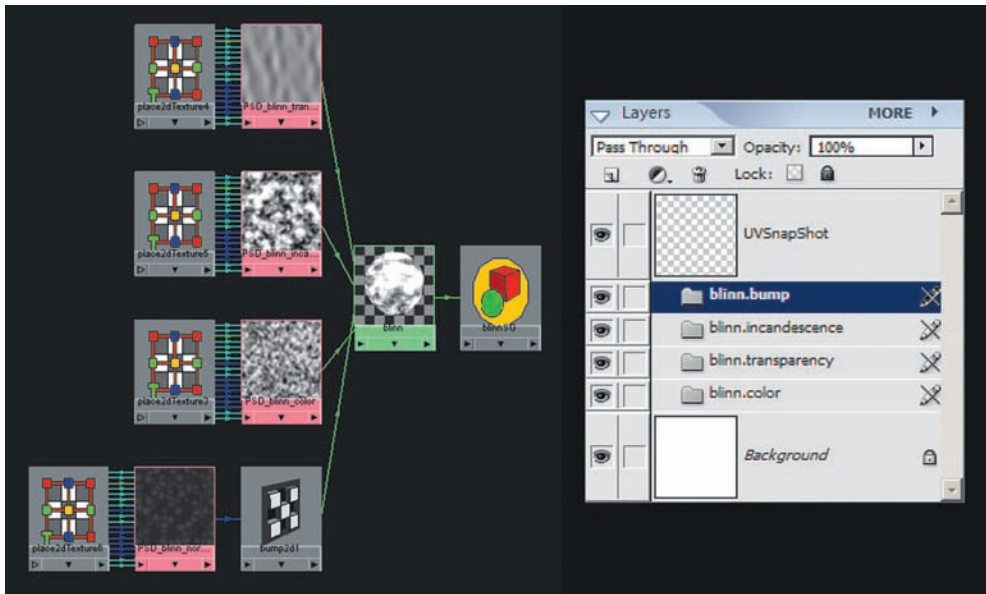 place2dTexture4
PSD_blinn_tran...
place2dTexture5
PSD_blinn_inca...
blinn
blinnSG
place2dTexture3
PSD_blinn_color
place2dTexture6
PSD_blinn_nor...
bump2d1
Layers
MORE
Pass Through
Opacity: 100%
Lock:
UVSnapShot
blinn.bump
blinn.incandescence
blinn.transparency
blinn.color
Background